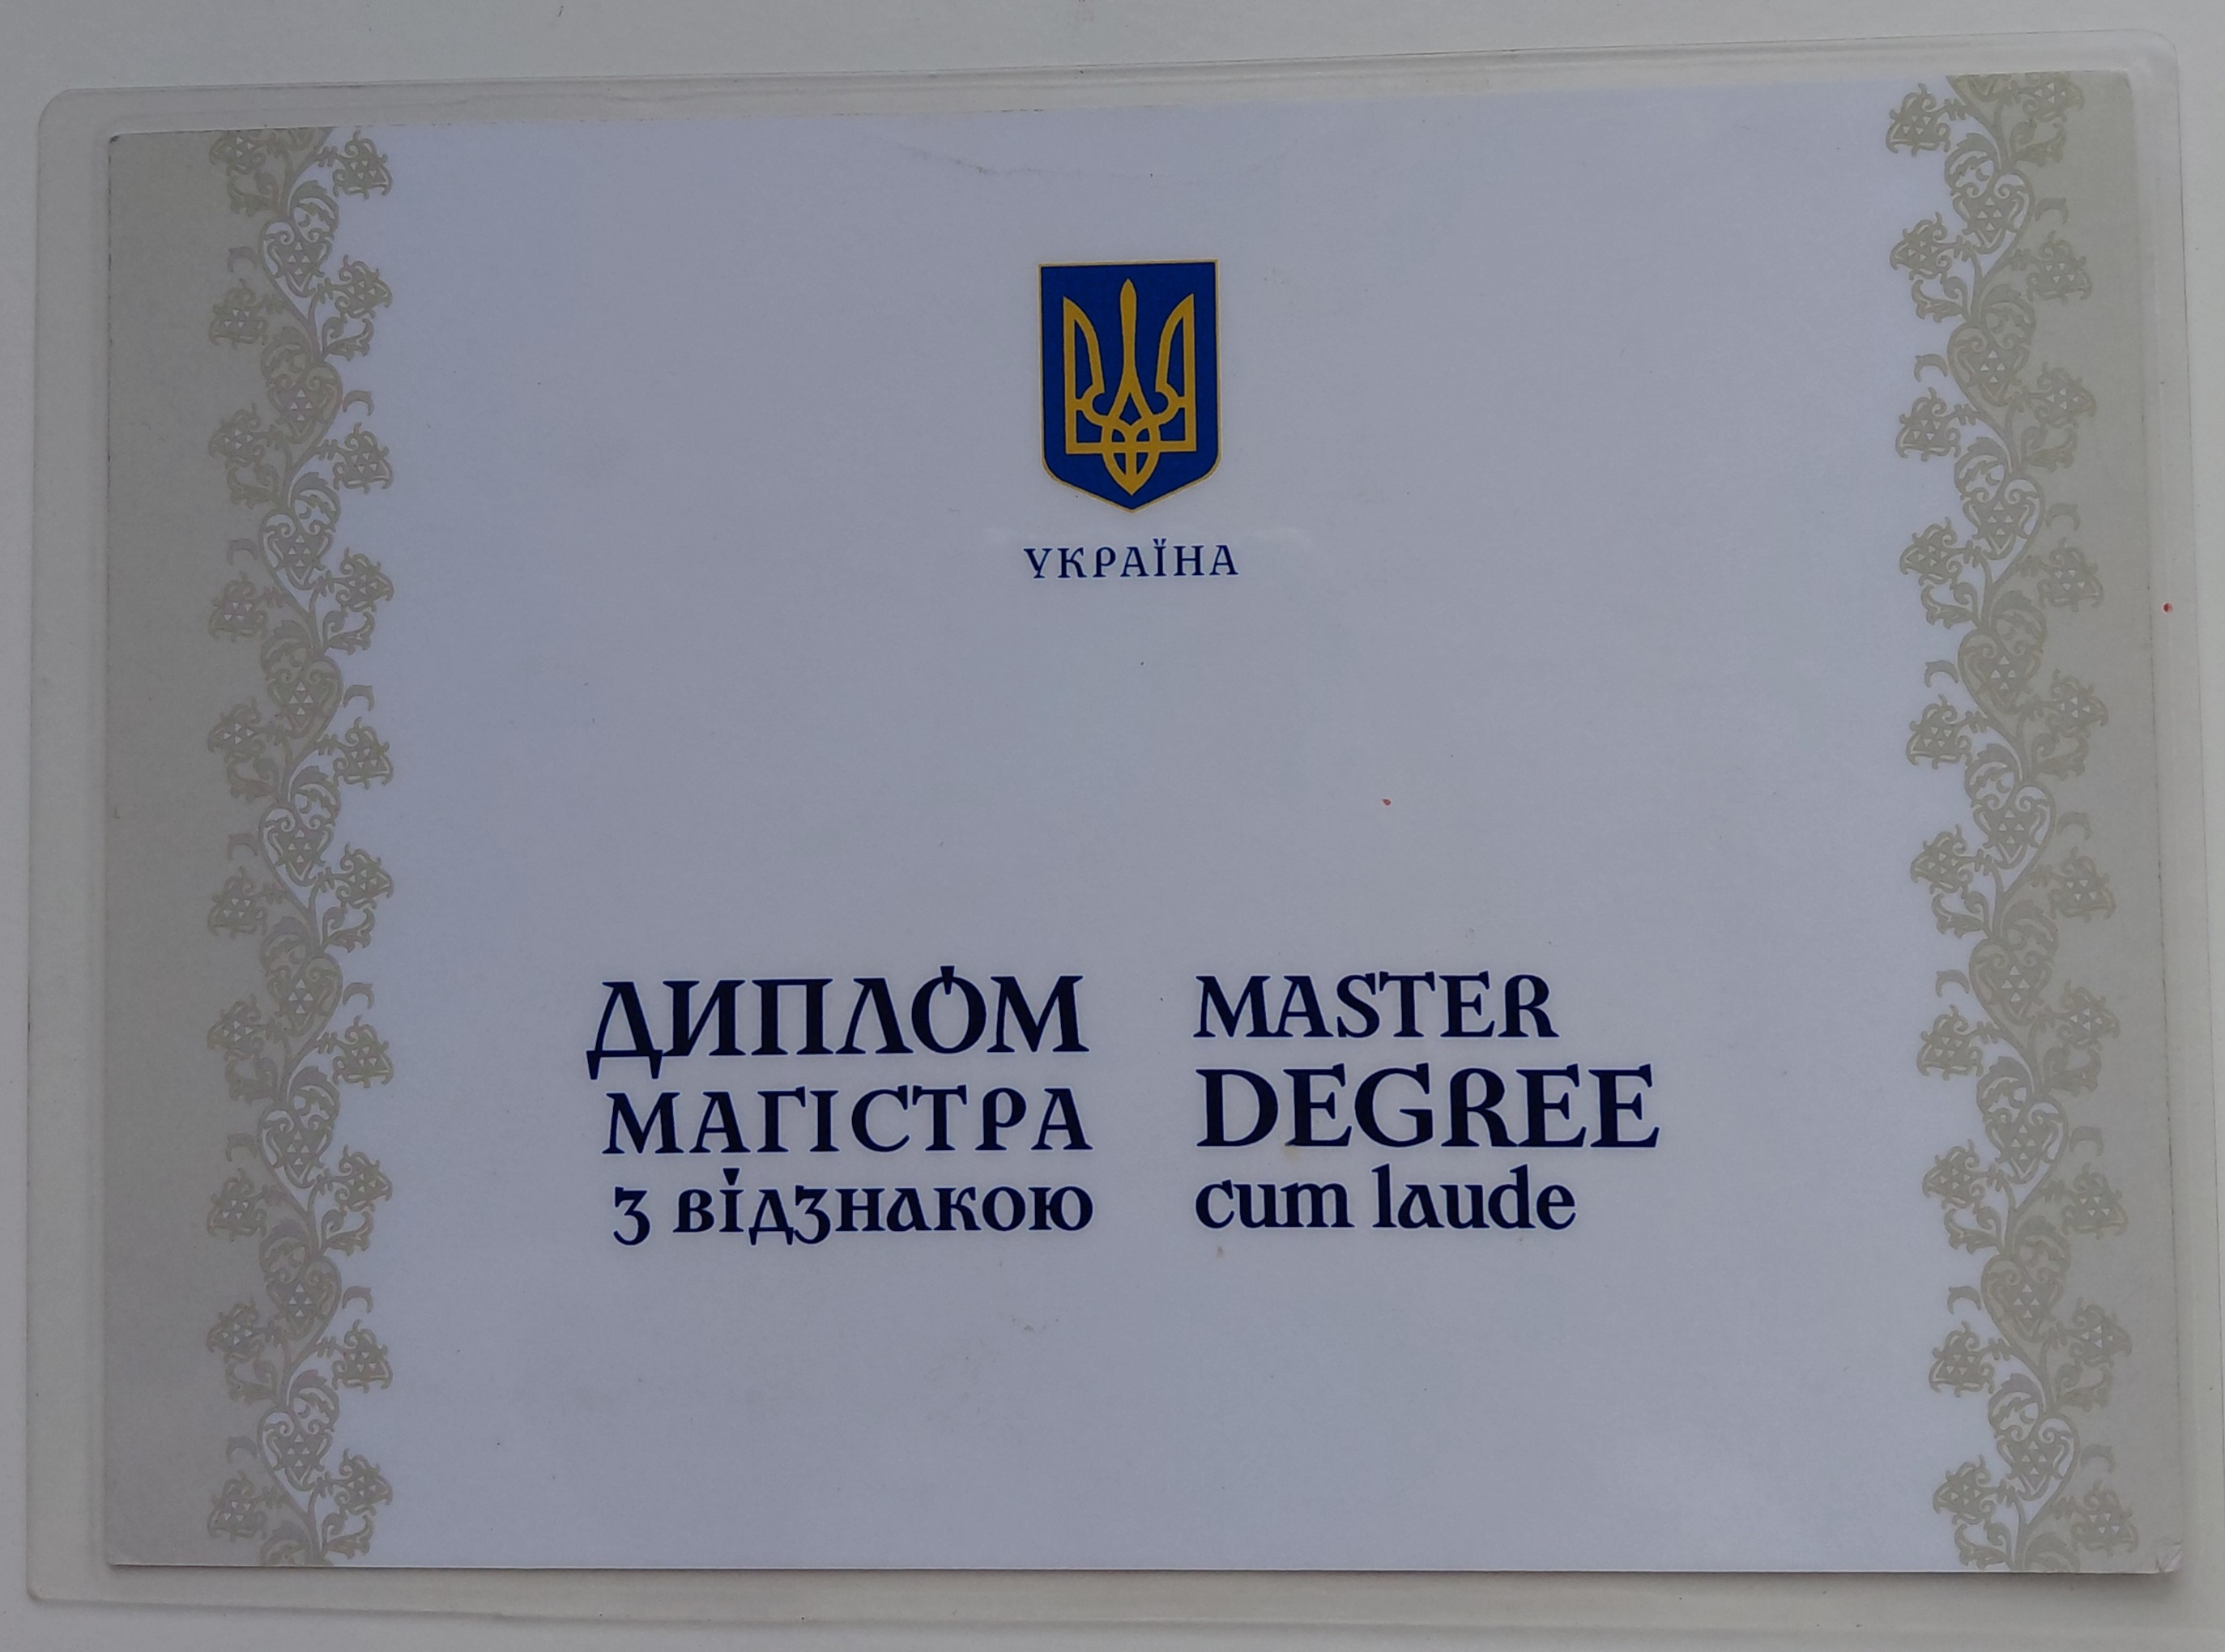 УКРАЇНА
ДИПЛОМ
МАГІСТРА
з відзнакою
MASTER
DEGREE
cum laude